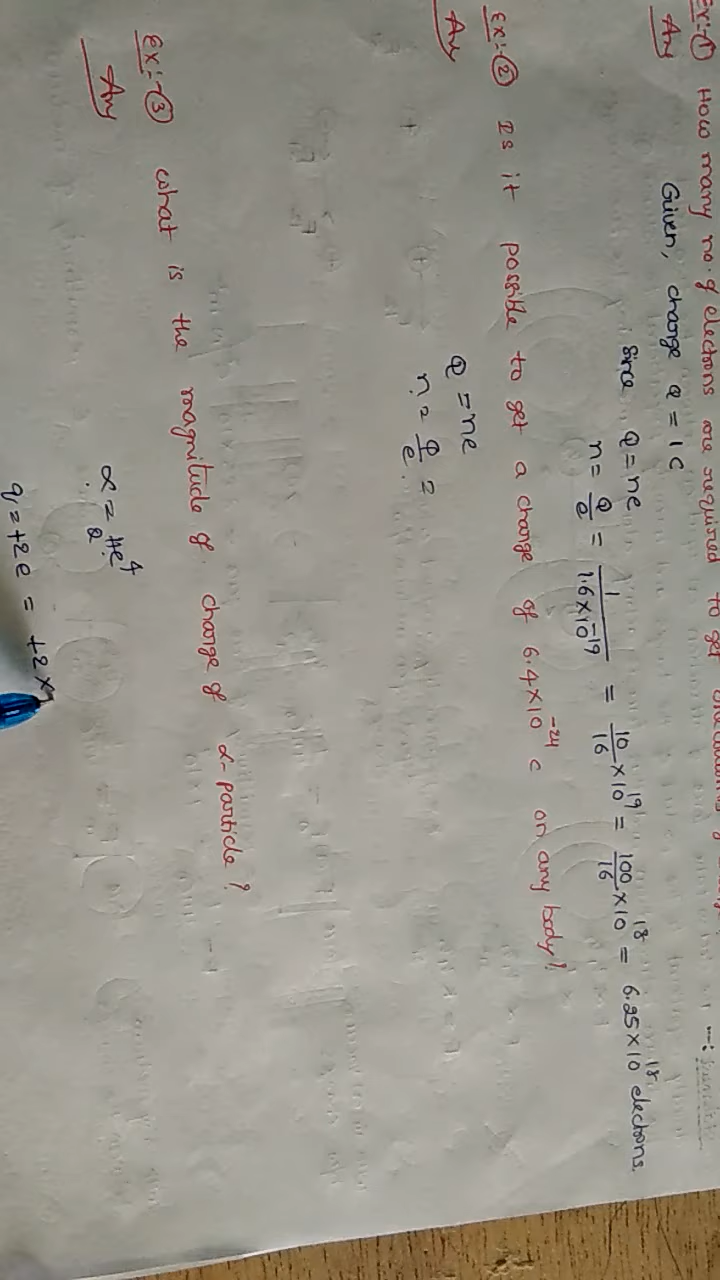 Ex:-① How many no. of electrons are required to get
Ans
Given, charge Q = 1 C
Since Q = ne
n = Q/e = 1/1.6×10⁻¹⁹ = 10/16 × 10¹⁹ = 100/16 × 10¹⁸ = 6.25×10¹⁸ electrons.
Ex:-② Is it possible to get a charge of 6.4×10⁻²⁴ C on any body?
Ans
Q = ne
n = Q/e =
Ex:-③ What is the magnitude of charge of α-particle?
Ans
α = ₂He⁴
q = +2e = +2×